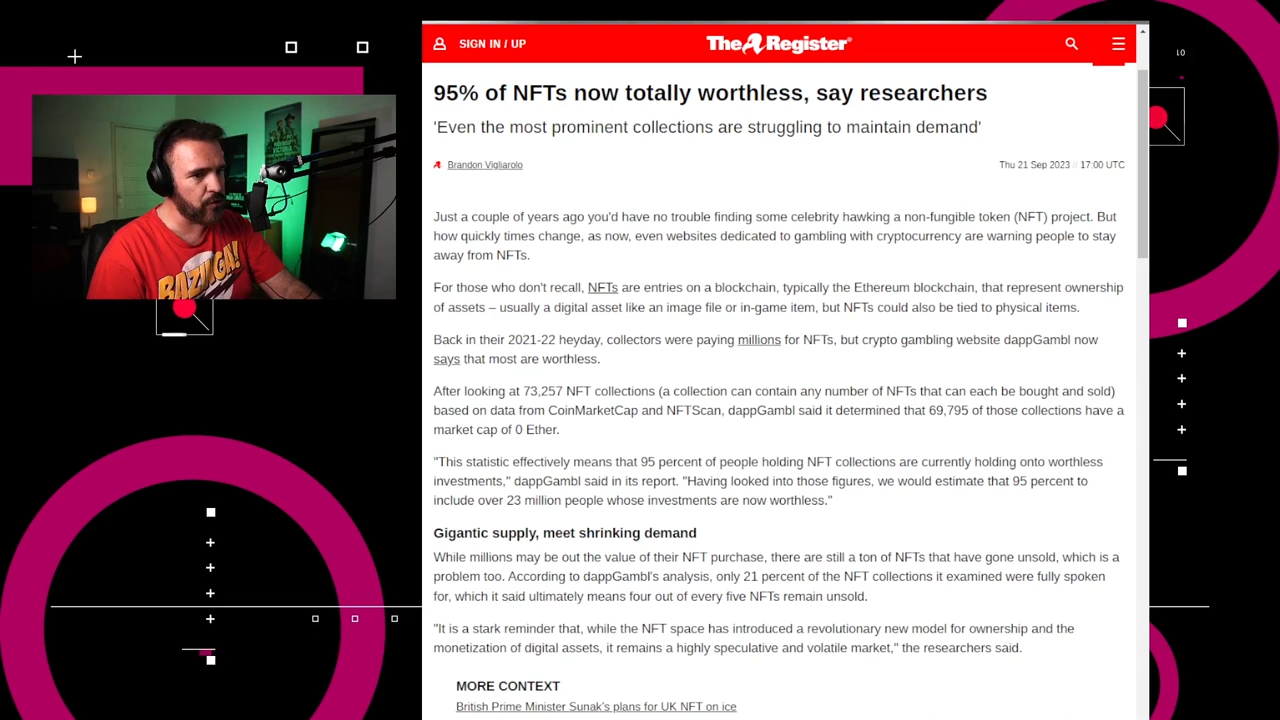 SIGN IN / UP
The Register®
95% of NFTs now totally worthless, say researchers
'Even the most prominent collections are struggling to maintain demand'
Brandon Vigliarolo
Thu 21 Sep 2023 // 17:00 UTC
Just a couple of years ago you'd have no trouble finding some celebrity hawking a non-fungible token (NFT) project. But
how quickly times change, as now, even websites dedicated to gambling with cryptocurrency are warning people to stay
away from NFTs.
For those who don't recall, NFTs are entries on a blockchain, typically the Ethereum blockchain, that represent ownership
of assets – usually a digital asset like an image file or in-game item, but NFTs could also be tied to physical items.
Back in their 2021-22 heyday, collectors were paying millions for NFTs, but crypto gambling website dappGambl now
says that most are worthless.
After looking at 73,257 NFT collections (a collection can contain any number of NFTs that can each be bought and sold)
based on data from CoinMarketCap and NFTScan, dappGambl said it determined that 69,795 of those collections have a
market cap of 0 Ether.
"This statistic effectively means that 95 percent of people holding NFT collections are currently holding onto worthless
investments," dappGambl said in its report. "Having looked into those figures, we would estimate that 95 percent to
include over 23 million people whose investments are now worthless."
Gigantic supply, meet shrinking demand
While millions may be out the value of their NFT purchase, there are still a ton of NFTs that have gone unsold, which is a
problem too. According to dappGambl's analysis, only 21 percent of the NFT collections it examined were fully spoken
for, which it said ultimately means four out of every five NFTs remain unsold.
"It is a stark reminder that, while the NFT space has introduced a revolutionary new model for ownership and the
monetization of digital assets, it remains a highly speculative and volatile market," the researchers said.
MORE CONTEXT
British Prime Minister Sunak's plans for UK NFT on ice
BAZINGA!